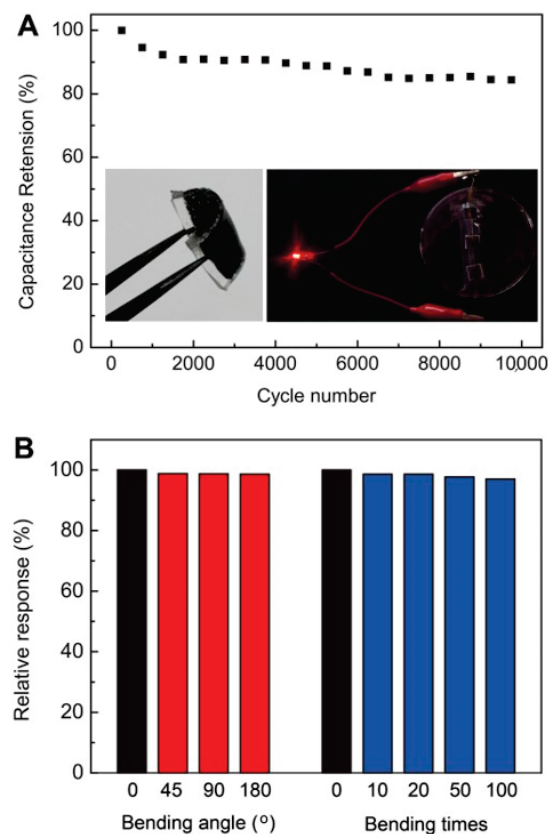 A
Capacitance Retension (%)
100
80
60
40
20
0
0 2000 4000 6000 8000 10,000
Cycle number
B
Relative response (%)
100
80
60
40
20
0
0 45 90 180 0 10 20 50 100
Bending angle (°) Bending times